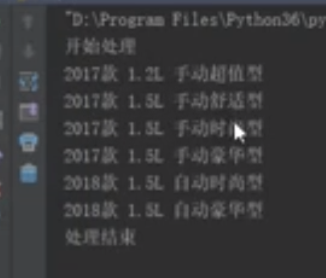 "D:\Program Files\Python36\py
开始处理
2017款 1.2L 手动超值型
2017款 1.5L 手动舒适型
2017款 1.5L 手动时尚型
2017款 1.5L 手动豪华型
2018款 1.5L 自动时尚型
2018款 1.5L 自动豪华型
处理结束